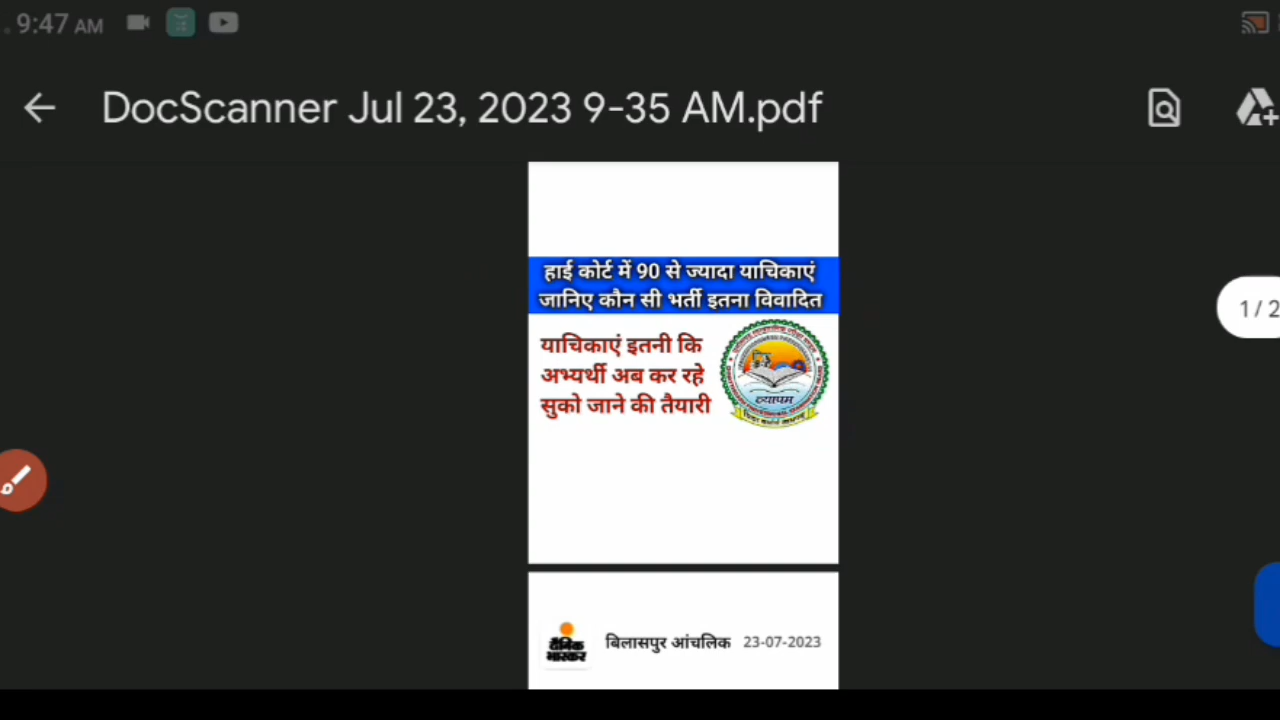 9:47 AM
DocScanner Jul 23, 2023 9-35 AM.pdf
हाई कोर्ट में 90 से ज्यादा याचिकाएं
जानिए कौन सी भर्ती इतना विवादित
1 / 2
याचिकाएं इतनी कि
अभ्यर्थी अब कर रहे
सुको जाने की तैयारी
व्यापम
दैनिक
भास्कर
बिलासपुर आंचलिक 23-07-2023